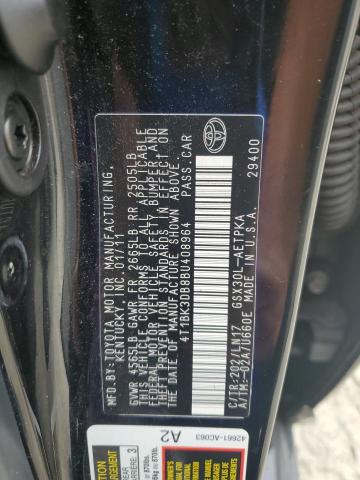 MFD.BY:TOYOTA MOTOR MANUFACTURING,
KENTUCKY, INC. 01/11
GVWR 4565LB GAWR FR 2665LB RR 2505LB
THIS VEHICLE CONFORMS TO ALL APPLICABLE
FEDERAL MOTOR VEHICLE SAFETY, BUMPER, AND
THEFT PREVENTION STANDARDS IN EFFECT ON
THE DATE OF MANUFACTURE SHOWN ABOVE.
4T1BK3DB8BU408964 PASS.CAR
C/TR:202/LN17 GSX30L-AETPKA
A/TM:-02A/U660E MADE IN U.S.A. 29400
42661-AC063
A2
REAR
ARRIÈRE 3